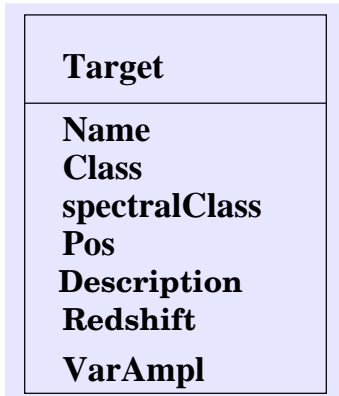 Target
Name
Class
spectralClass
Pos
Description
Redshift
VarAmpl